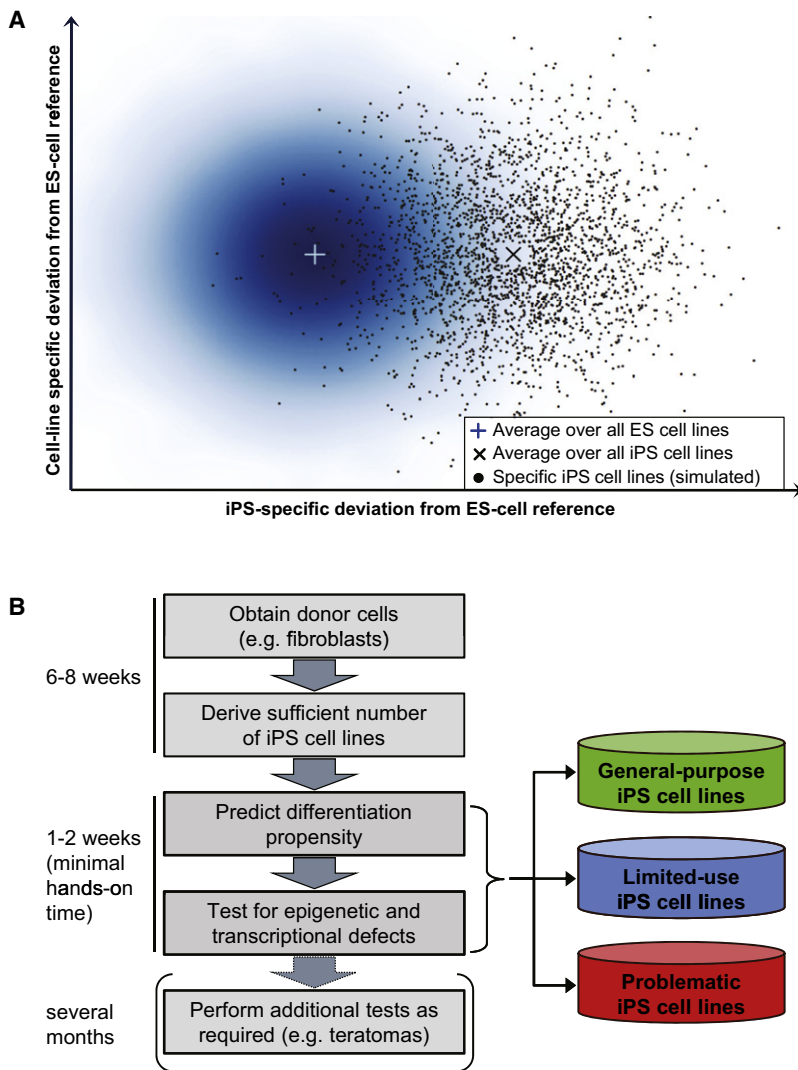 A
Cell-line specific deviation from ES-cell reference
+ Average over all ES cell lines
× Average over all iPS cell lines
• Specific iPS cell lines (simulated)
iPS-specific deviation from ES-cell reference
B
6-8 weeks
Obtain donor cells
(e.g. fibroblasts)
Derive sufficient number
of iPS cell lines
1-2 weeks
(minimal
hands-on
time)
Predict differentiation
propensity
Test for epigenetic and
transcriptional defects
several
months
Perform additional tests as
required (e.g. teratomas)
General-purpose
iPS cell lines
Limited-use
iPS cell lines
Problematic
iPS cell lines